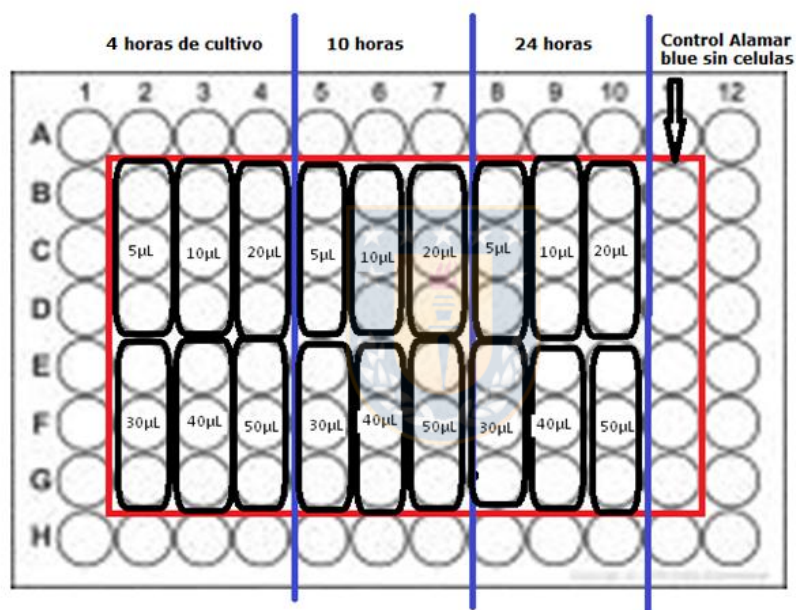 4 horas de cultivo 10 horas 24 horas Control Alamar
blue sin celulas
1 2 3 4 5 6 7 8 9 10 12
A
B
C 5µL 10µL 20µL 5µL 10µL 20µL 5µL 10µL 20µL
D
E
F 30µL 40µL 50µL 30µL 40µL 50µL 30µL 40µL 50µL
G
H